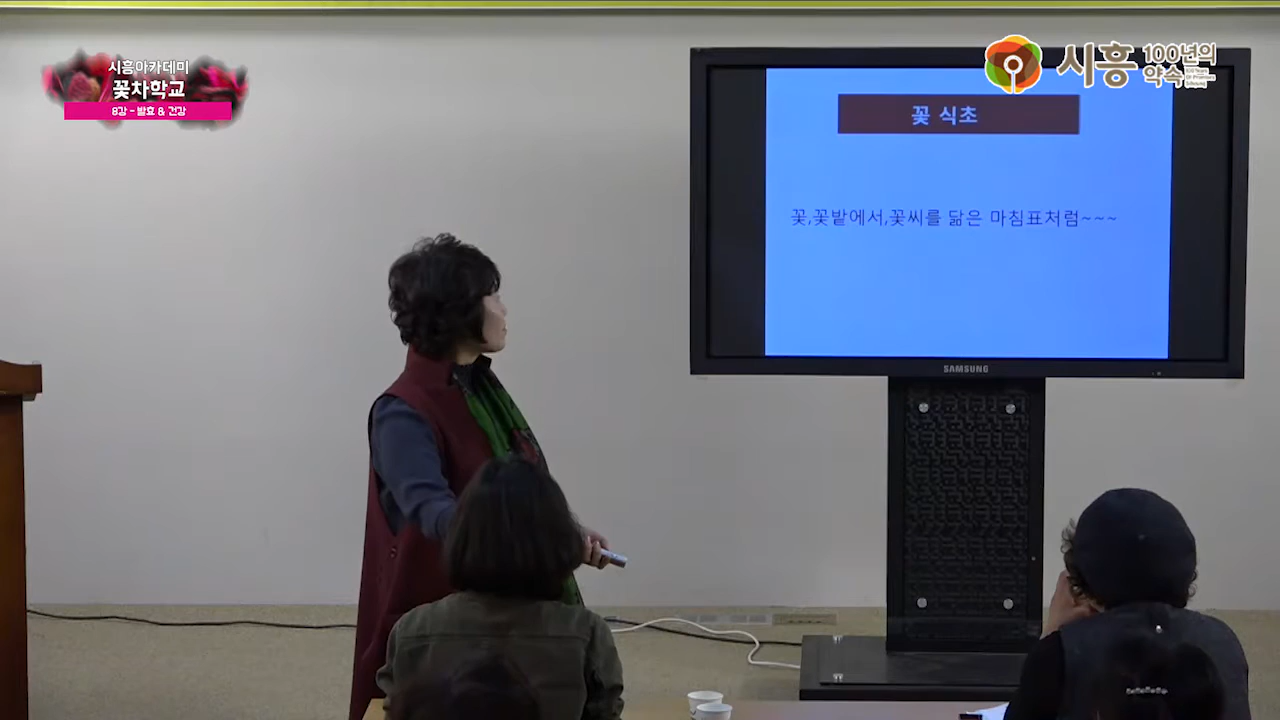 시흥아카데미
꽃차학교
8강 - 발효 & 건강
시흥
100년의
약속
꽃 식초
꽃,꽃밭에서,꽃씨를 닮은 마침표처럼~~~
SAMSUNG